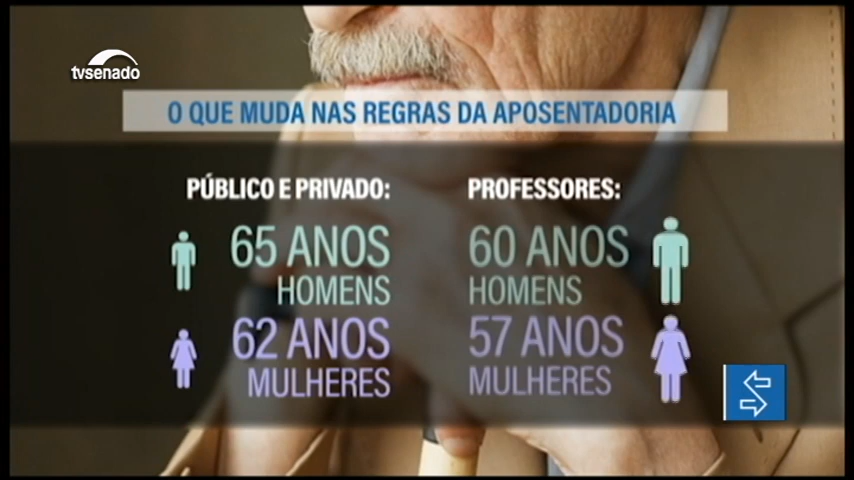 tvsenado
O QUE MUDA NAS REGRAS DA APOSENTADORIA
PÚBLICO E PRIVADO:
65 ANOS
HOMENS
62 ANOS
MULHERES
PROFESSORES:
60 ANOS
HOMENS
57 ANOS
MULHERES